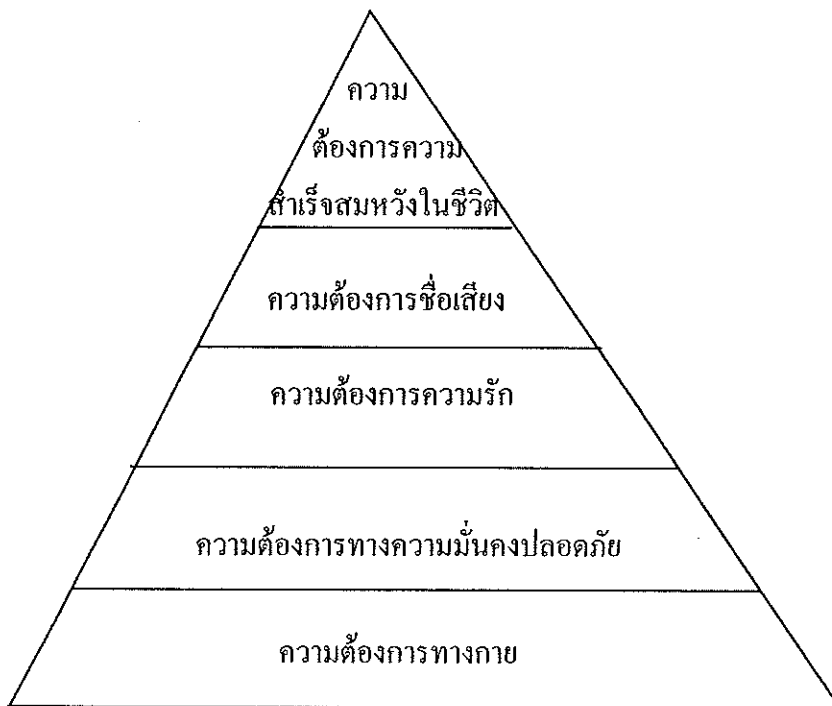 ความ
ต้องการความ
สำเร็จสมหวังในชีวิต
ความต้องการชื่อเสียง
ความต้องการความรัก
ความต้องการทางความมั่นคงปลอดภัย
ความต้องการทางกาย